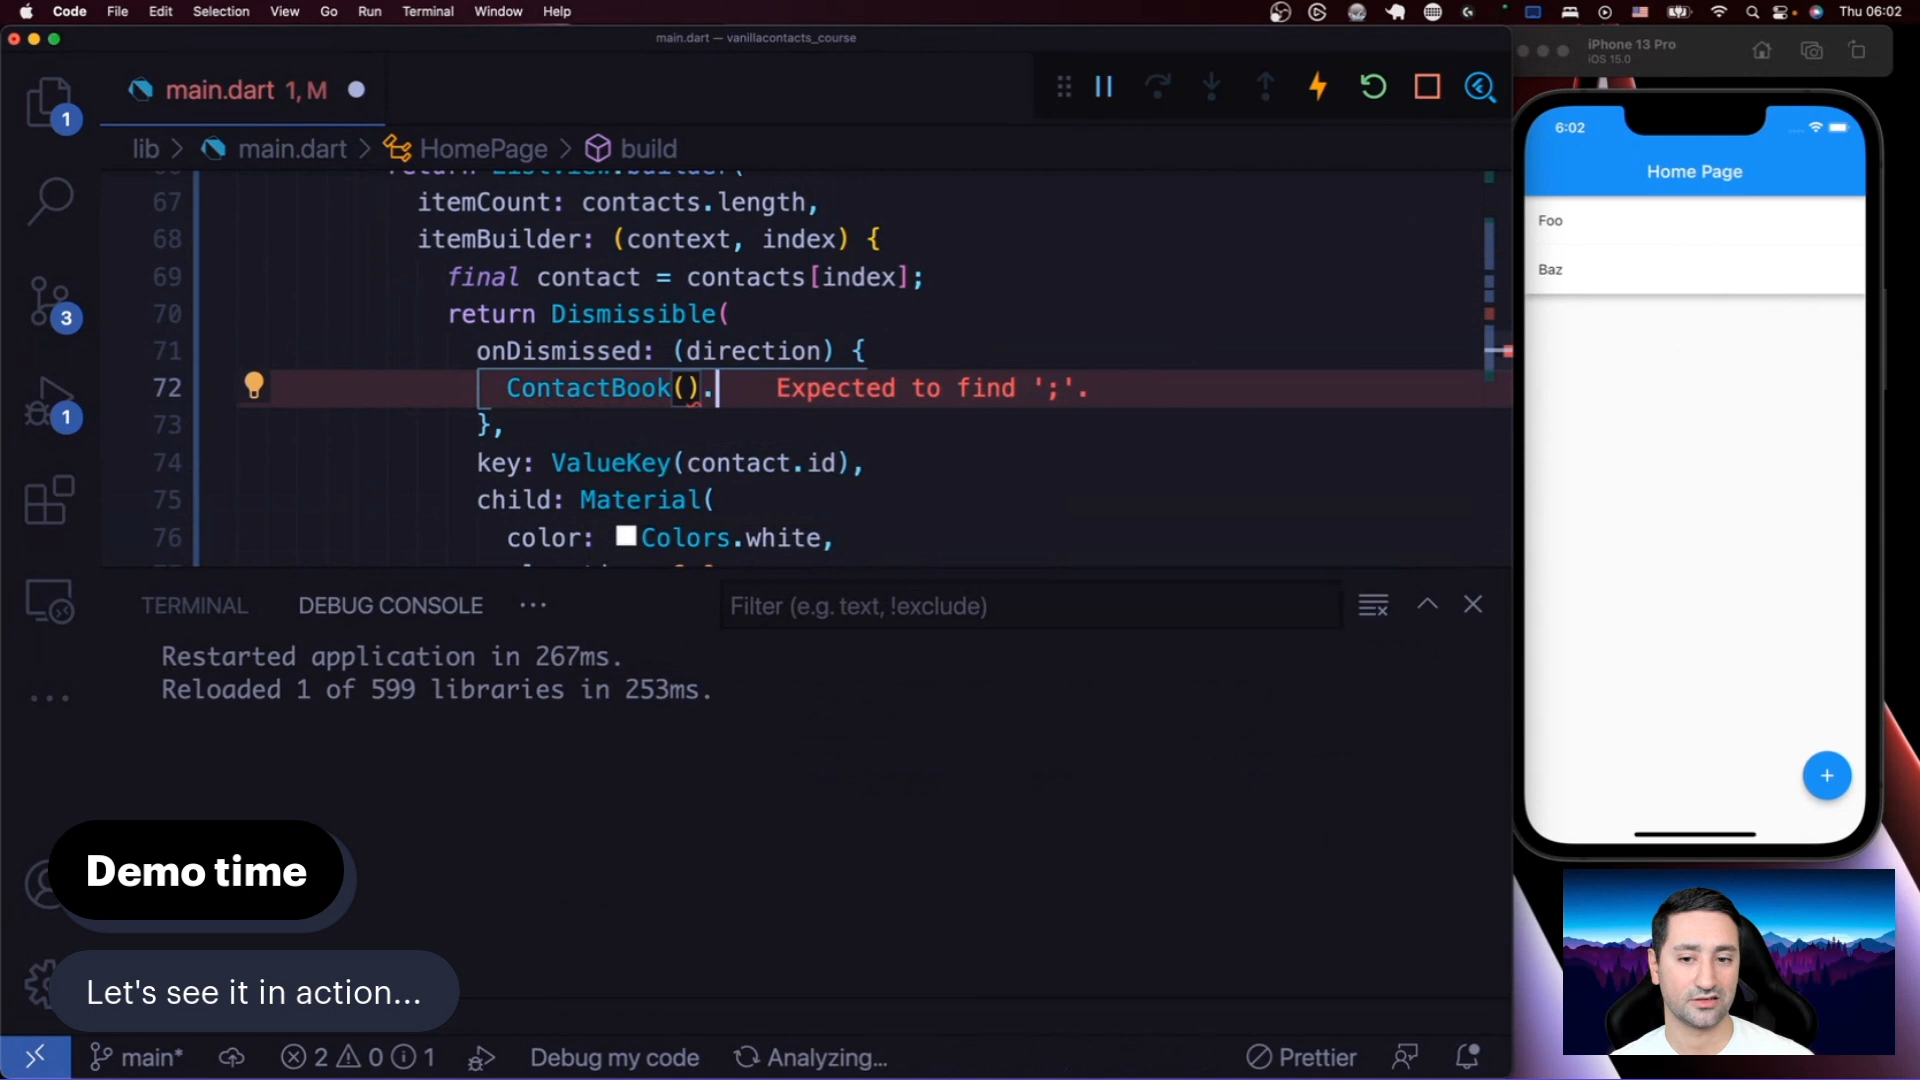 Code File Edit Selection View Go Run Terminal Window Help
Thu 06:02
main.dart — vanillacontacts_course
iPhone 13 Pro
iOS 15.0
main.dart 1, M
1
lib > main.dart > HomePage > build
67 itemCount: contacts.length,
68 itemBuilder: (context, index) {
69 final contact = contacts[index];
70 return Dismissible(
71 onDismissed: (direction) {
72 ContactBook(). Expected to find ';'.
73 },
74 key: ValueKey(contact.id),
75 child: Material(
76 color: Colors.white,
3
1
TERMINAL DEBUG CONSOLE ...
Filter (e.g. text, !exclude)
Restarted application in 267ms.
Reloaded 1 of 599 libraries in 253ms.
Demo time
Let's see it in action...
main* 2 0 1 Debug my code Analyzing... Prettier
6:02
Home Page
Foo
Baz
+